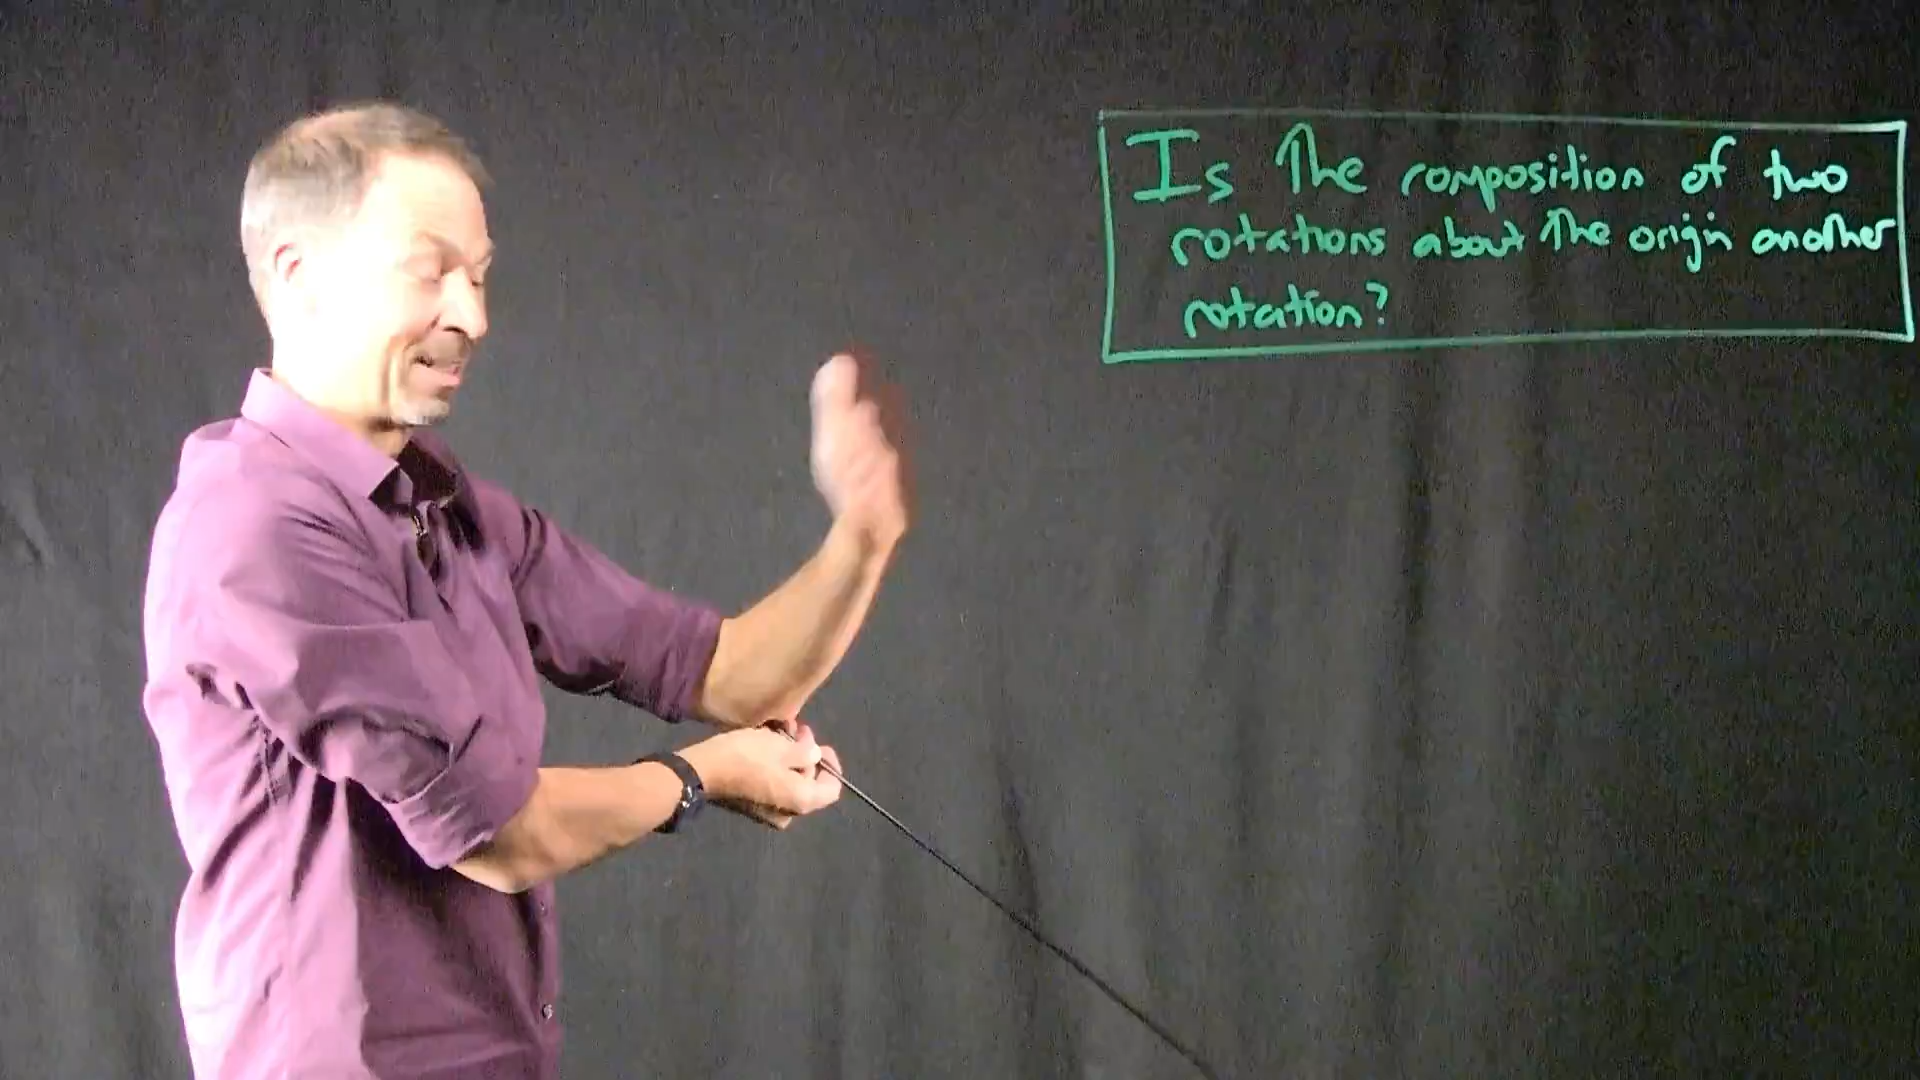 Is The composition of two
rotations about the origin another
rotation?